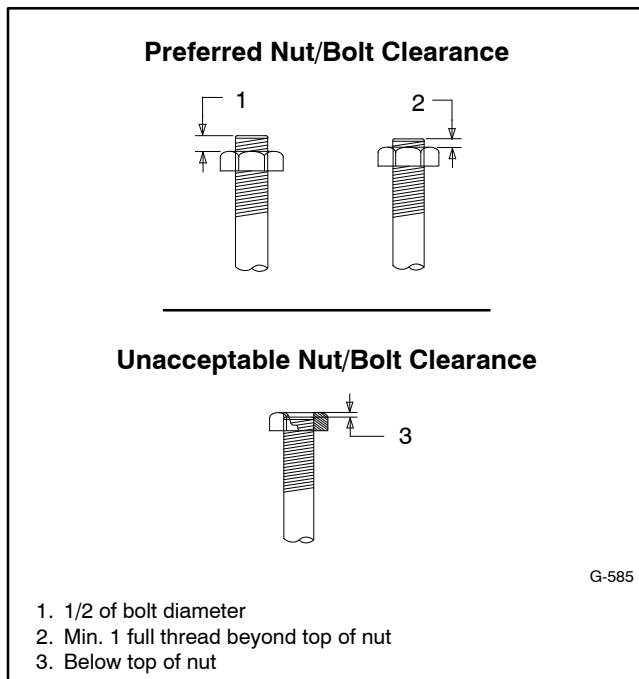 Preferred Nut/Bolt Clearance
1
2
Unacceptable Nut/Bolt Clearance
3
G-585
1. 1/2 of bolt diameter
2. Min. 1 full thread beyond top of nut
3. Below top of nut